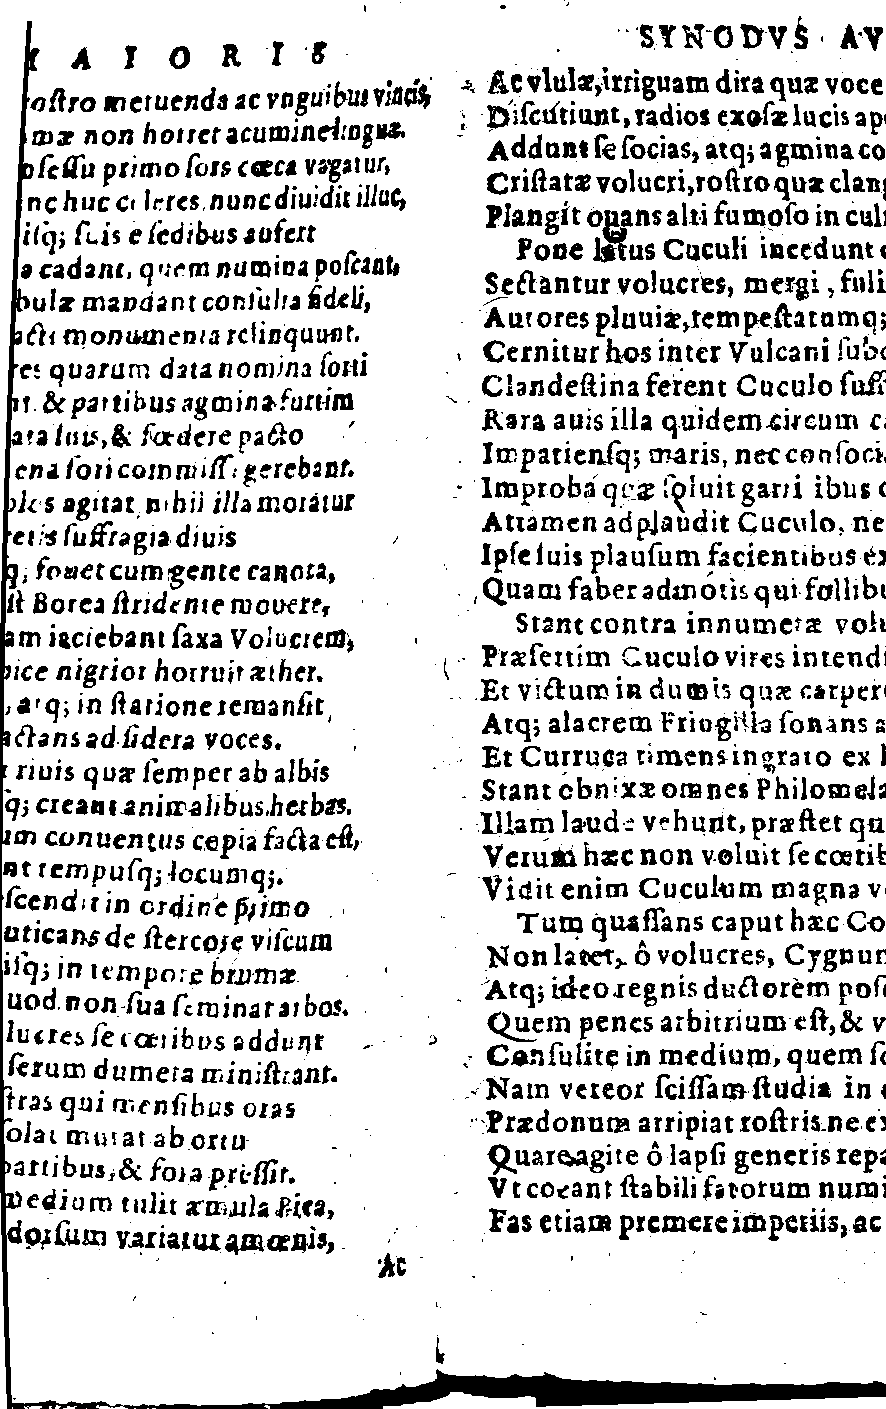 AIORIS
rostro metuenda ac vnguibus vincis,
mæ non horret acumine linguæ.
sessu primo sors cæca vagatur,
nc huc celeres, nunc diuidit illuc,
isq; suis e sedibus aufert
cadant, quem numina poscant,
bulæ mandant consulta fideli,
acti monumenta relinquunt.
res quarum data nomina sorti
nt & partibus agmina furtim
ata suis, & fœdere pacto
ena sori commissi gerebant.
oles agitat nihil illa moratur
retis suffragia diuis
q; fouet cum gente canora,
st Borea stridente mouere,
am iaciebant saxa Volucrem,
pice nigrior horruit æther.
, atq; in statione remansit,
actans ad sidera voces.
riuis quæ semper ab albis
q; creant animalibus herbas.
um conuentus copia facta est,
nt tempusq; locumq;.
scendit in ordine primo
uticans de stercore viscum
isq; in tempore brumæ
uod non sua seminat arbos.
lucres se cœtibus addunt
serum dumeta ministrant.
stras qui mensibus oras
solat mutat ab ortu
partibus, & fora pressit.
medium tulit æmula Pica,
dorsum variatur amœnis,
Ac
SYNODVS AV
Ac vlulæ, irriguam dira quæ voce
Discutiunt, radios exosæ lucis ap
Addunt se socias, atq; agmina co
Cristatæ volucri, rostro quæ clang
Plangit ouans alti fumoso in cul
Pone latus Cuculi incedunt
Sectantur volucres, mergi, fuli
Autores pluuiæ, tempestatumq;
Cernitur hos inter Vulcani sub
Clandestina ferent Cuculo suff
Rara auis illa quidem circum c
Impatiensq; maris, nec consoci
Improba quæ soluit garri ibus
Attamen adplaudit Cuculo, ne
Ipse suis plausum facientibus ex
Quam faber admotis qui follibu
Stant contra innumeræ volu
Præsertim Cuculo vires intendi
Et victum in dumis quæ carper
Atq; alacrem Fringilla sonans a
Et Curruca timens ingrato ex
Stant obnixæ omnes Philomela
Illam laude vehunt, præstet qu
Verum hæc non voluit se cœtib
Vidit enim Cuculum magna v
Tum quassans caput hæc Co
Non latet, ô volucres, Cygnum
Atq; ideo regnis ductorem posc
Quem penes arbitrium est, & v
Consulite in medium, quem s
Nam vereor scissam studia in
Prædonum arripiat rostris ne ex
Quare agite ô lapsi generis repa
Vt coeant stabili fatorum numi
Fas etiam premere imperiis, ac